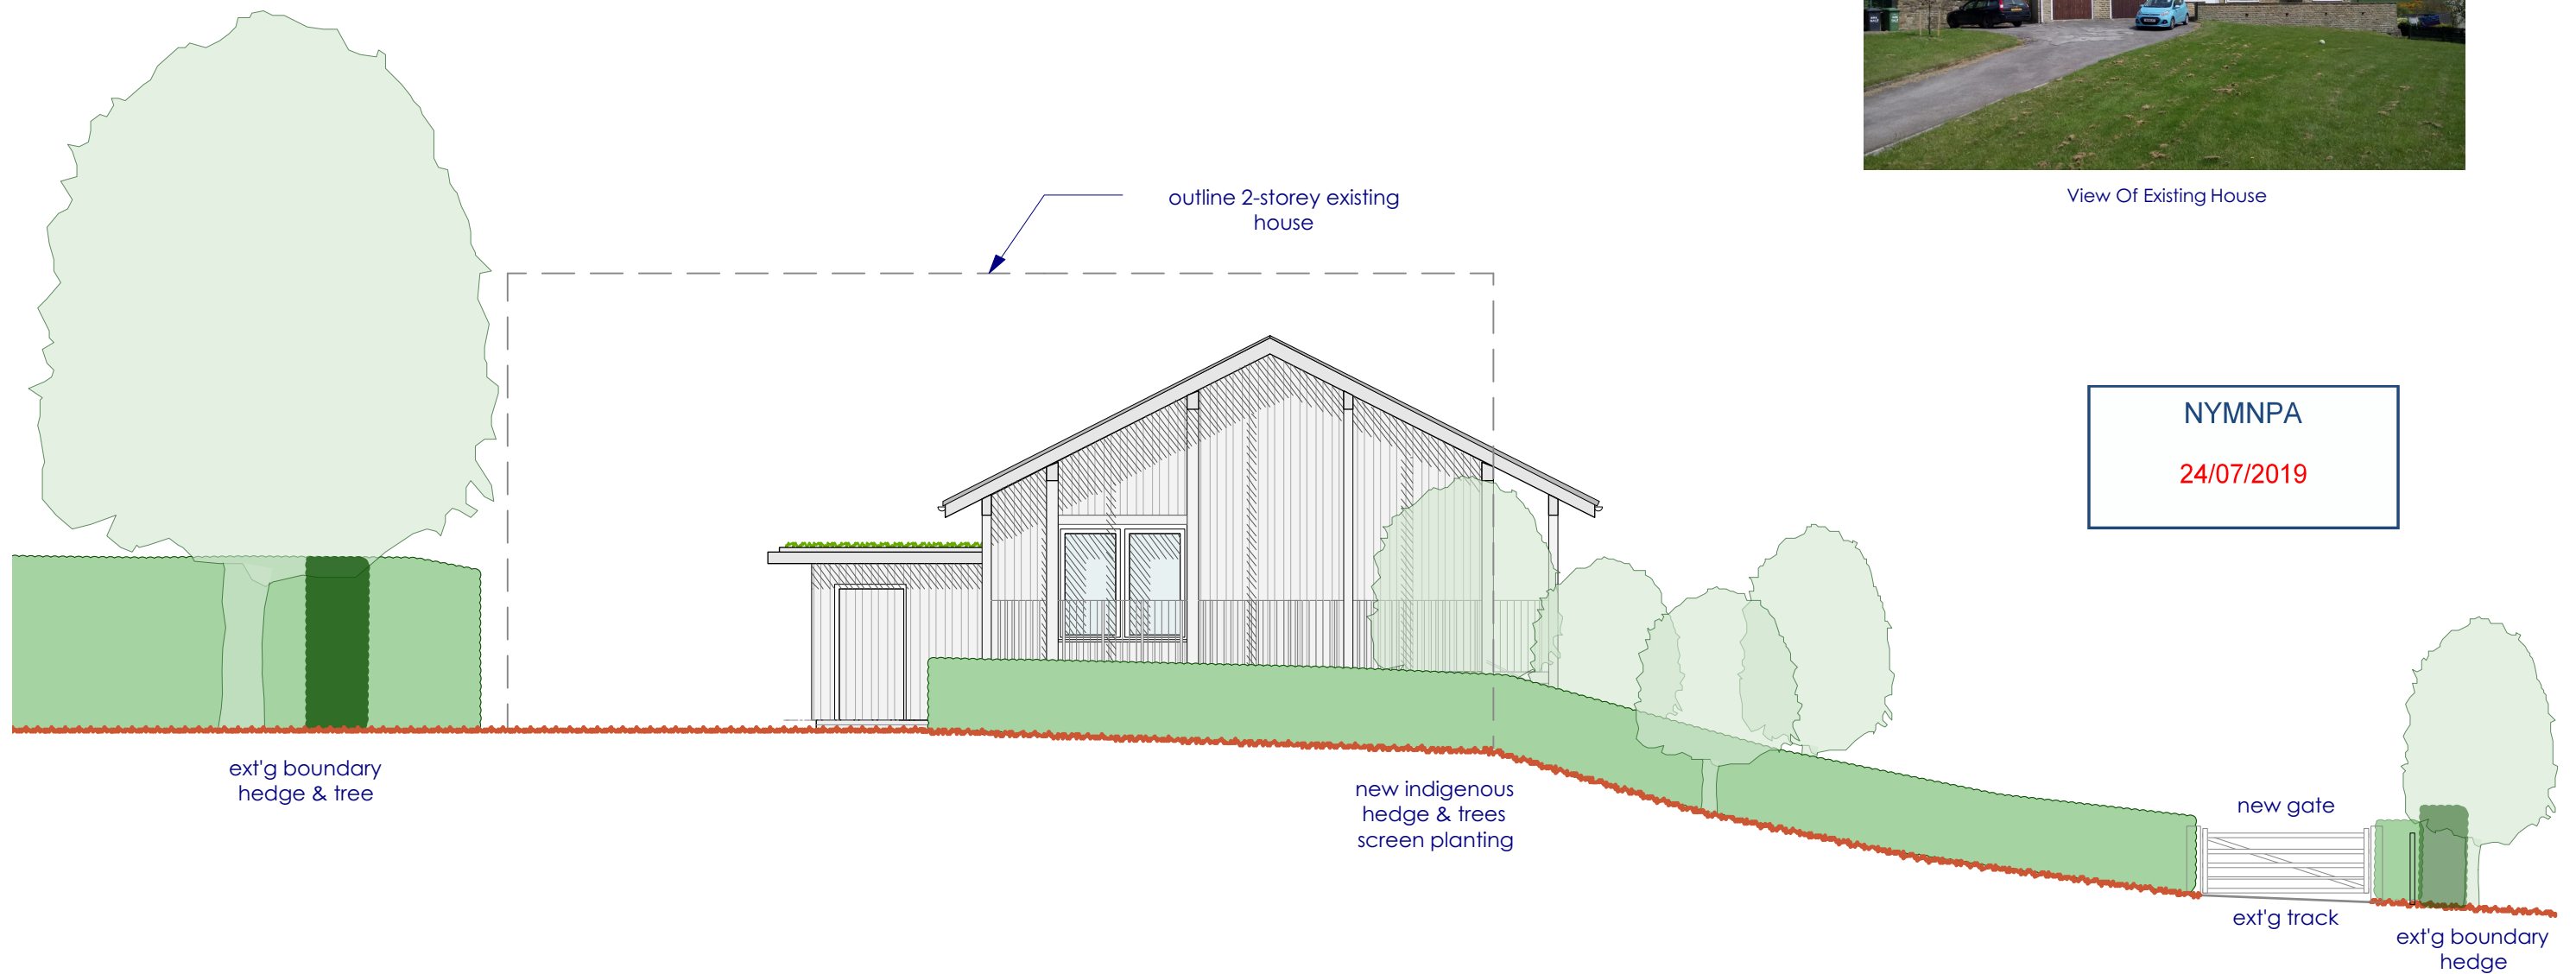 View Of Existing House
outline 2-storey existing
house
NYMNPA
24/07/2019
ext'g boundary
hedge & tree
new indigenous
hedge & trees
screen planting
new gate
ext'g track
ext'g boundary
hedge